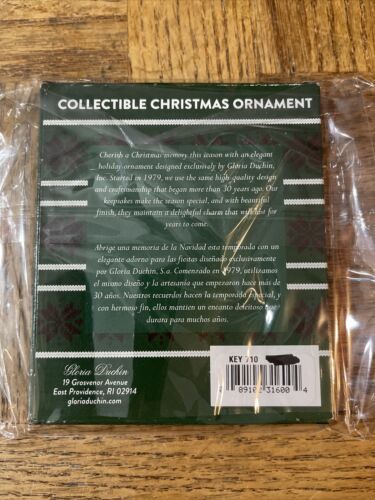 COLLECTIBLE CHRISTMAS ORNAMENT
Cherish a Christmas memory this season with an elegant
holiday ornament designed exclusively by Gloria Duchin,
Inc. Started in 1979, we use the same high quality design
and craftsmanship that began more than 30 years ago. Our
keepsakes make the season special, and with beautiful
finish, they maintain a delightful charm that will last for
years to come.
Abrige una memoria de la Navidad esta temporada con un
elegante adorno para las fiestas diseñado exclusivamente
por Gloria Duchin, S.a. Comenzada en 1979, utilizamos
el mismo diseño y la artesanía que empezaron hace más de
30 años. Nuestros recuerdos hacen la temporada especial, y
con hermoso fin, ellos mantien un encanto deleitoso que
durara para muchos años.
Gloria Duchin
19 Grosvenor Avenue
East Providence, RI 02914
gloriaduchin.com
KEY 710
89102 31600 4